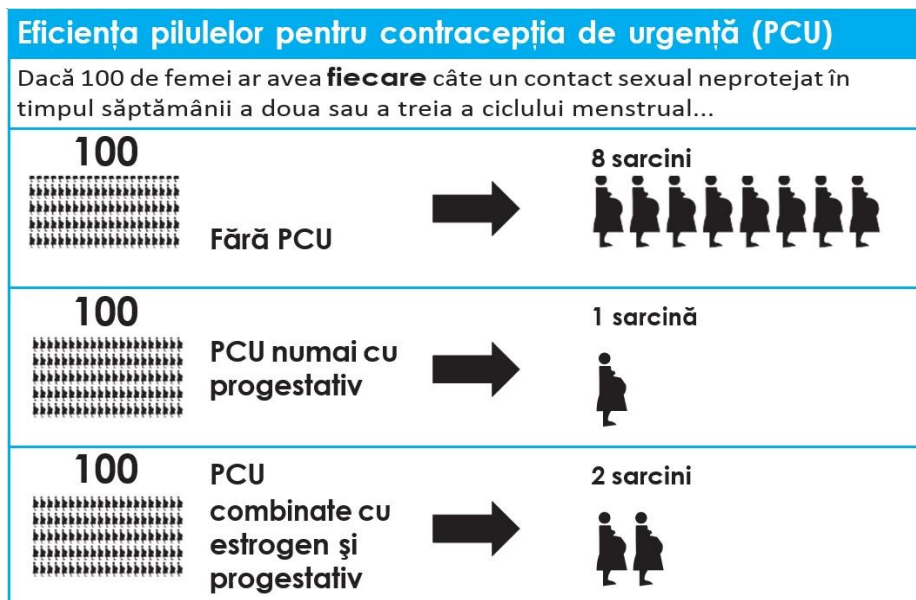 Eficiența pilulelor pentru contracepția de urgență (PCU)
Dacă 100 de femei ar avea fiecare câte un contact sexual neprotejat în
timpul săptămânii a doua sau a treia a ciclului menstrual...
100
Fără PCU
8 sarcini
100
PCU numai cu
progestativ
1 sarcină
100
PCU
combinate cu
estrogen şi
progestativ
2 sarcini